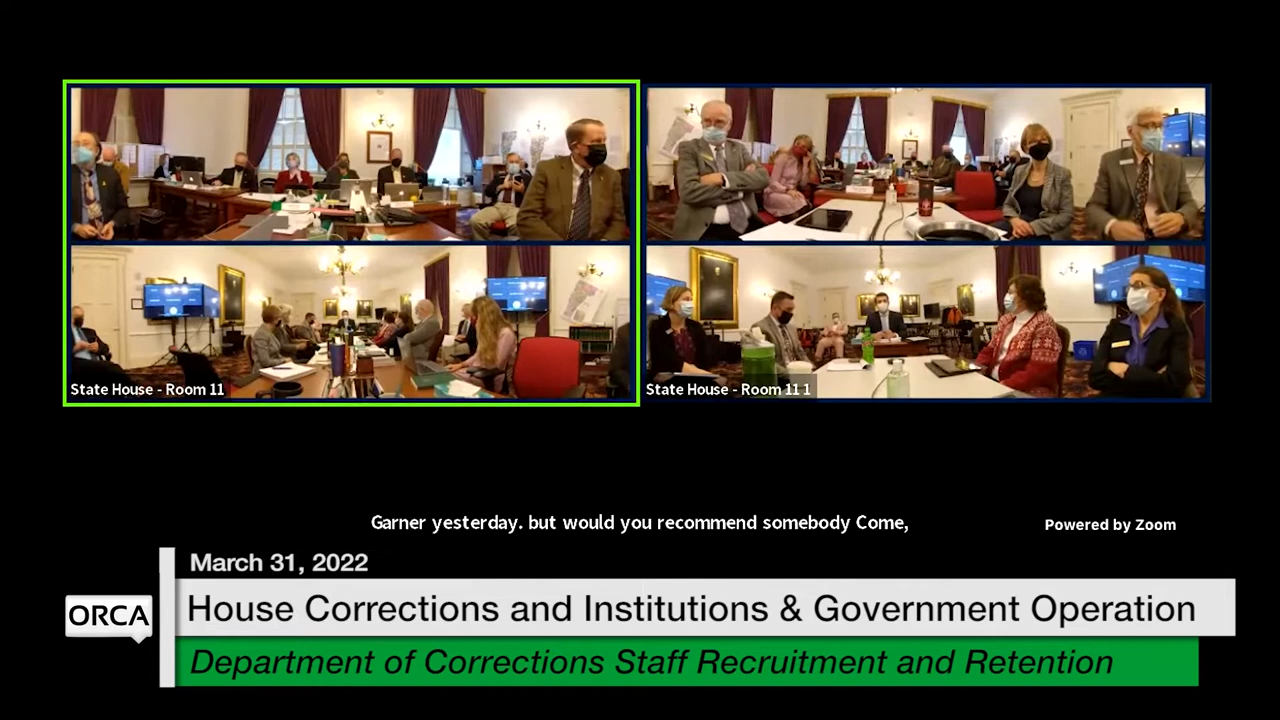 State House - Room 11
State House - Room 11 1
Garner yesterday. but would you recommend somebody Come,
Powered by Zoom
March 31, 2022
ORCA
House Corrections and Institutions & Government Operation
Department of Corrections Staff Recruitment and Retention